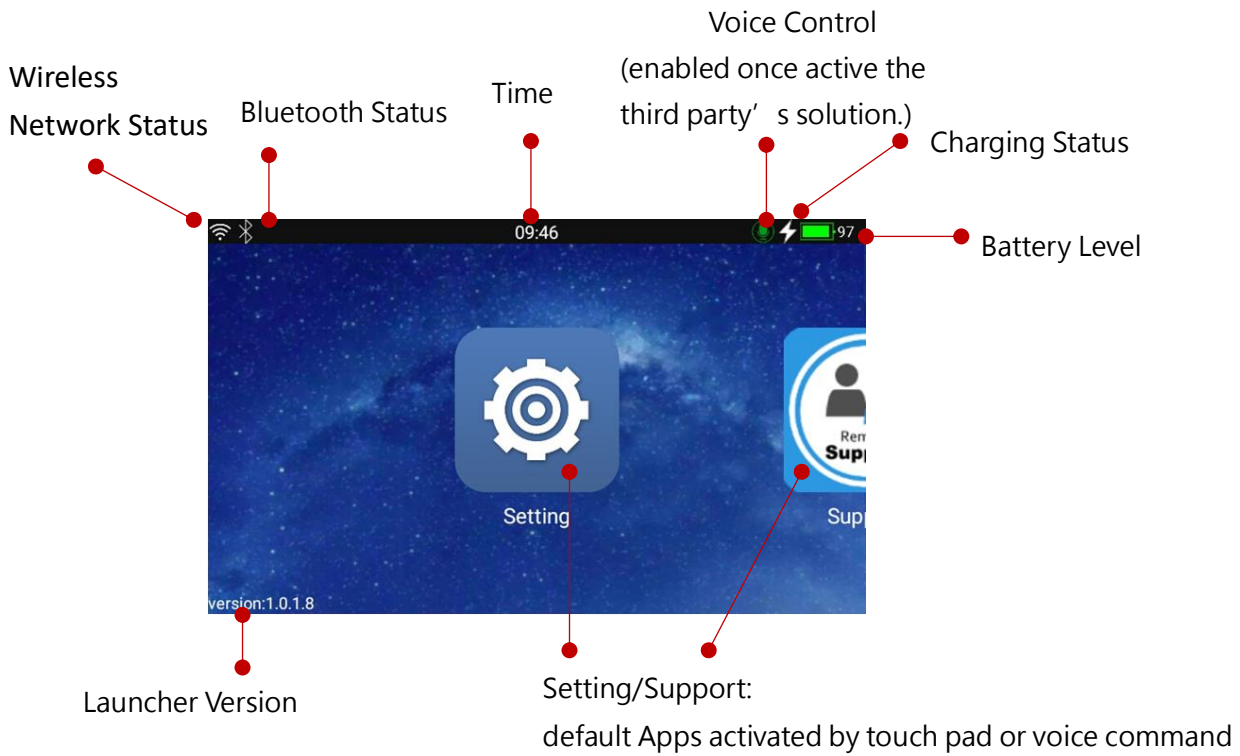 Voice Control
(enabled once active the
third party’ s solution.)
Wireless
Network Status
Bluetooth Status
Time
Charging Status
Battery Level
09:46
97
Rem
Supp
Setting
Supp
version:1.0.1.8
Launcher Version
Setting/Support:
default Apps activated by touch pad or voice command